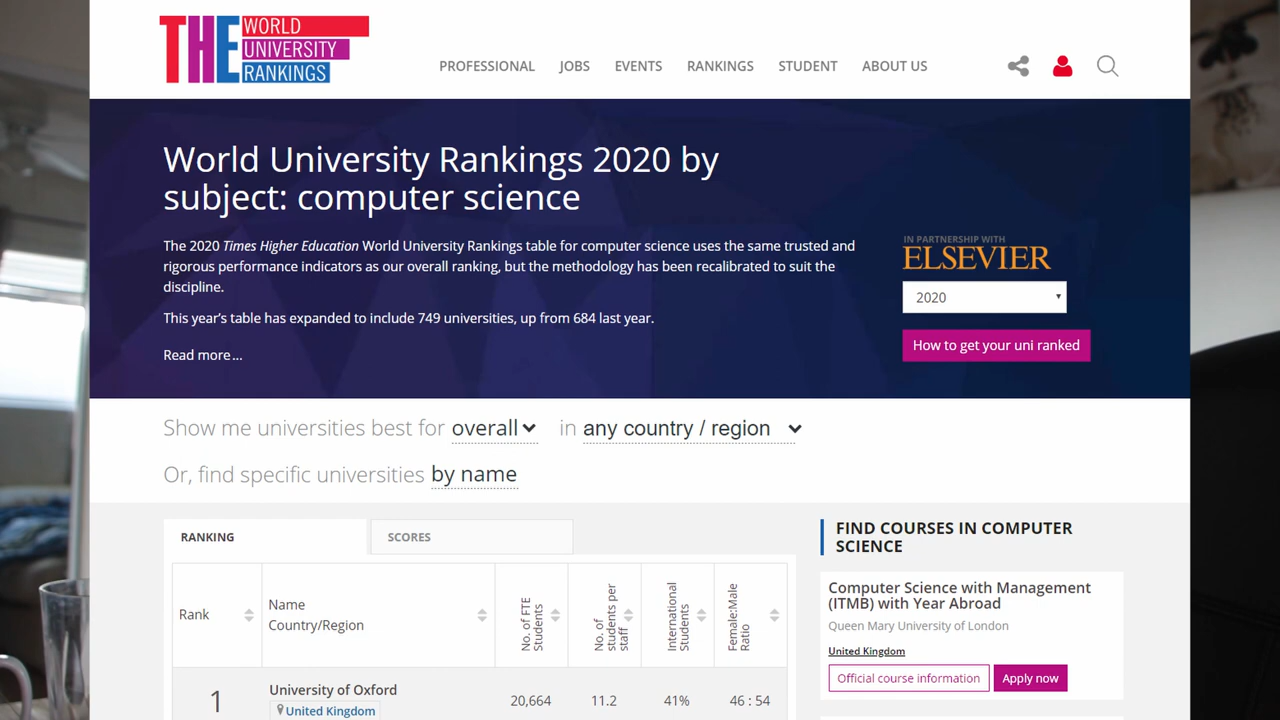 THE WORLD
UNIVERSITY
RANKINGS
PROFESSIONAL JOBS EVENTS RANKINGS STUDENT ABOUT US
World University Rankings 2020 by
subject: computer science
The 2020 Times Higher Education World University Rankings table for computer science uses the same trusted and
rigorous performance indicators as our overall ranking, but the methodology has been recalibrated to suit the
discipline.
This year's table has expanded to include 749 universities, up from 684 last year.
Read more...
IN PARTNERSHIP WITH
ELSEVIER
2020
How to get your uni ranked
Show me universities best for overall in any country / region
Or, find specific universities by name
RANKING SCORES
Rank
Name
Country/Region
No. of FTE
Students
No. of
students per
staff
International
Students
Female:Male
Ratio
1
University of Oxford
United Kingdom
20,664 11.2 41% 46 : 54
FIND COURSES IN COMPUTER
SCIENCE
Computer Science with Management
(ITMB) with Year Abroad
Queen Mary University of London
United Kingdom
Official course information Apply now